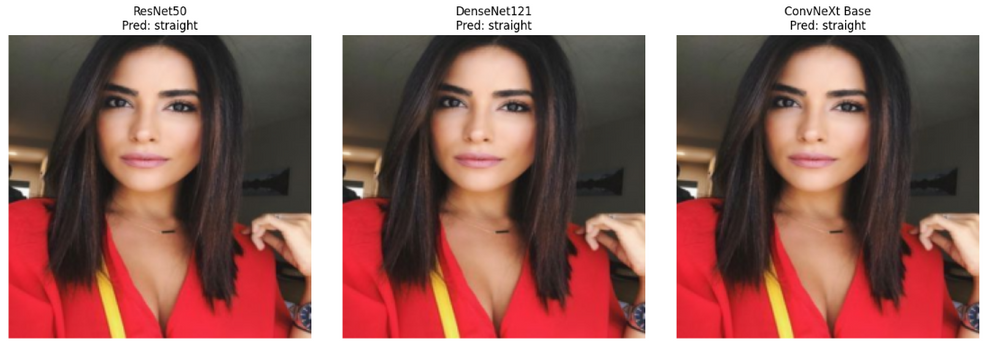 ResNet50
Pred: straight
DenseNet121
Pred: straight
ConvNeXt Base
Pred: straight